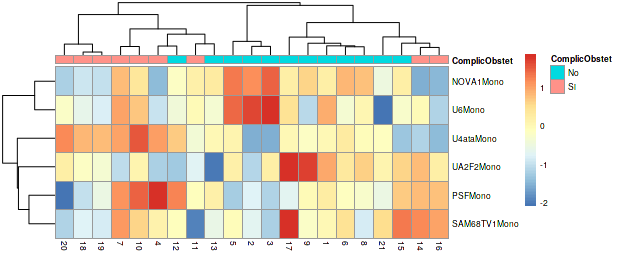 ComplicObstet
NOVA1Mono
U6Mono
U4ataMono
UA2F2Mono
PSFMono
SAM68TV1Mono
20 18 19 7 10 4 12 11 13 5 2 3 17 9 1 6 8 21 15 14 16
1
0
-1
-2
ComplicObstet
No
SI